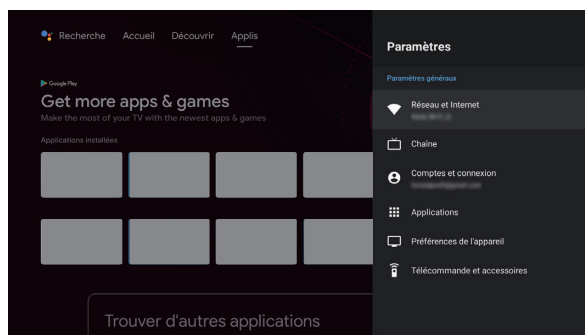 Recherche Accueil Découvrir Applis
Google Play
Get more apps & games
Make the most of your TV with the newest apps & games
Applications installées
Trouver d'autres applications
Paramètres
Paramètres généraux
Réseau et Internet
Chaîne
Comptes et connexion
Applications
Préférences de l'appareil
Télécommande et accessoires